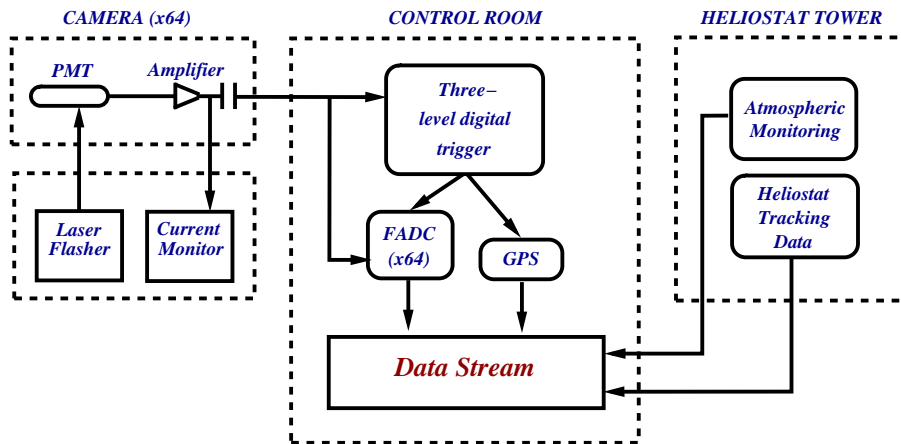 CAMERA (x64)
CONTROL ROOM
HELIOSTAT TOWER
PMT
Amplifier
Three-
level digital
trigger
Atmospheric
Monitoring
Laser
Flasher
Current
Monitor
FADC
(x64)
GPS
Heliostat
Tracking
Data
Data Stream